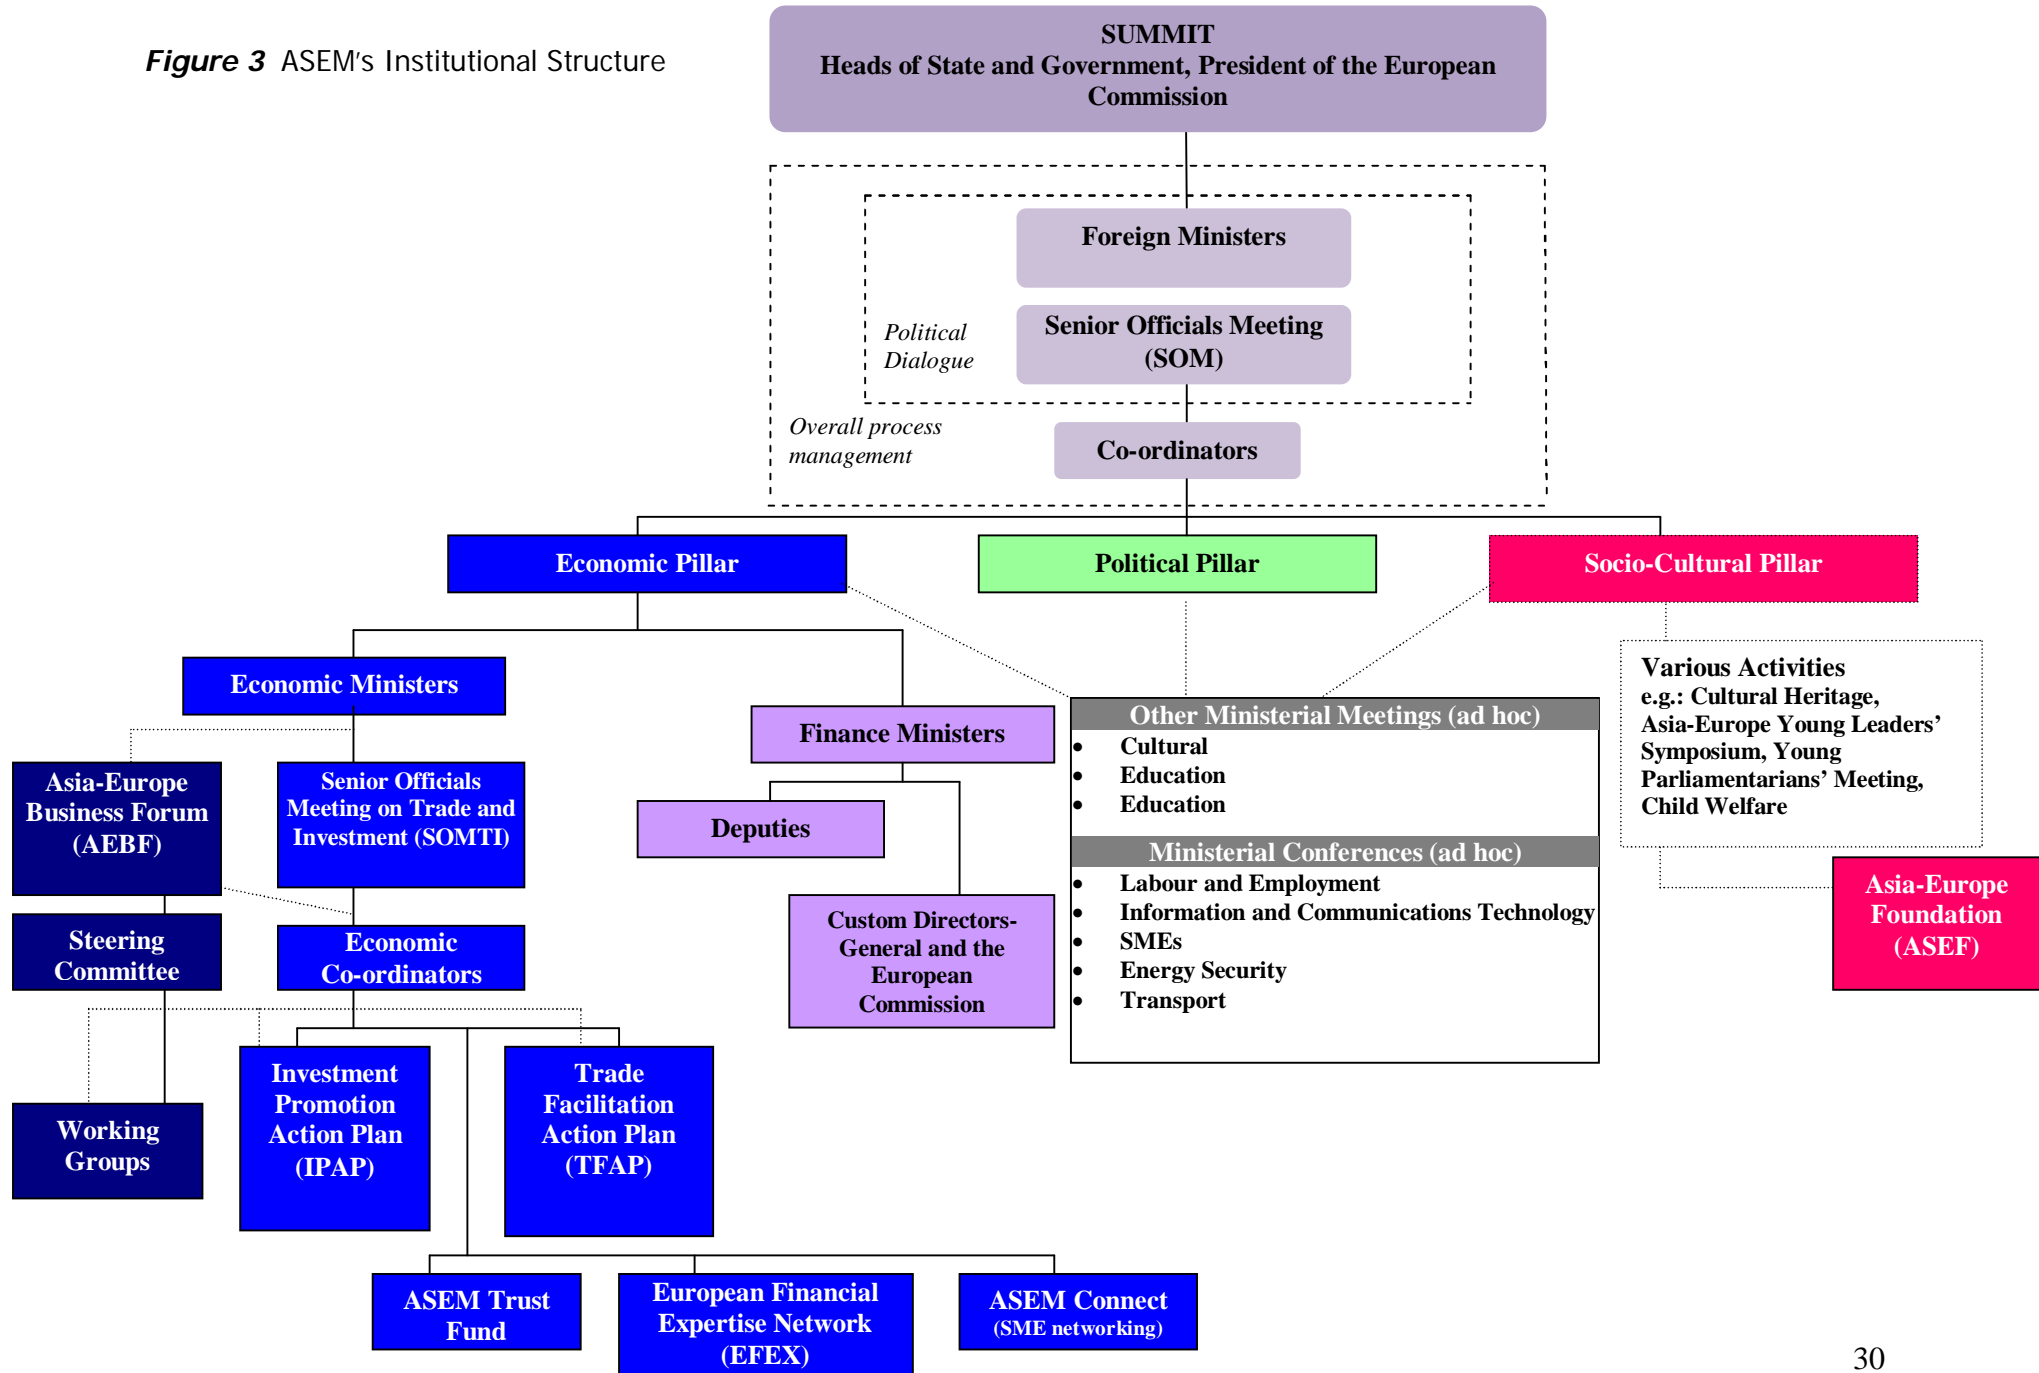 Figure 3 ASEM's Institutional Structure
SUMMIT
Heads of State and Government, President of the European
Commission
Foreign Ministers
Political
Dialogue
Senior Officials Meeting
(SOM)
Overall process
management
Co-ordinators
Economic Pillar
Political Pillar
Socio-Cultural Pillar
Economic Ministers
Finance Ministers
Deputies
Custom Directors-
General and the
European
Commission
Asia-Europe
Business Forum
(AEBF)
Senior Officials
Meeting on Trade and
Investment (SOMTI)
Steering
Committee
Economic
Co-ordinators
Working
Groups
Investment
Promotion
Action Plan
(IPAP)
Trade
Facilitation
Action Plan
(TFAP)
ASEM Trust
Fund
European Financial
Expertise Network
(EFEX)
ASEM Connect
(SME networking)
Other Ministerial Meetings (ad hoc)
• Cultural
• Education
• Education
Ministerial Conferences (ad hoc)
• Labour and Employment
• Information and Communications Technology
• SMEs
• Energy Security
• Transport
Various Activities
e.g.: Cultural Heritage,
Asia-Europe Young Leaders'
Symposium, Young
Parliamentarians' Meeting,
Child Welfare
Asia-Europe
Foundation
(ASEF)
30